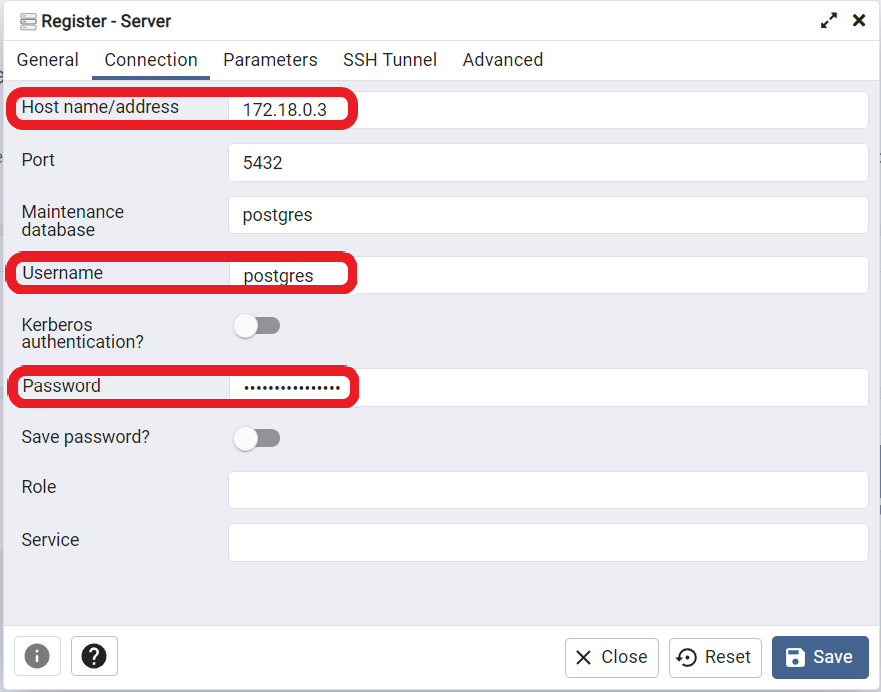 Register - Server
General Connection Parameters SSH Tunnel Advanced
Host name/address 172.18.0.3
Port 5432
Maintenance
database postgres
Username postgres
Kerberos
authentication?
Password ••••••••••••••••
Save password?
Role
Service
Close Reset Save